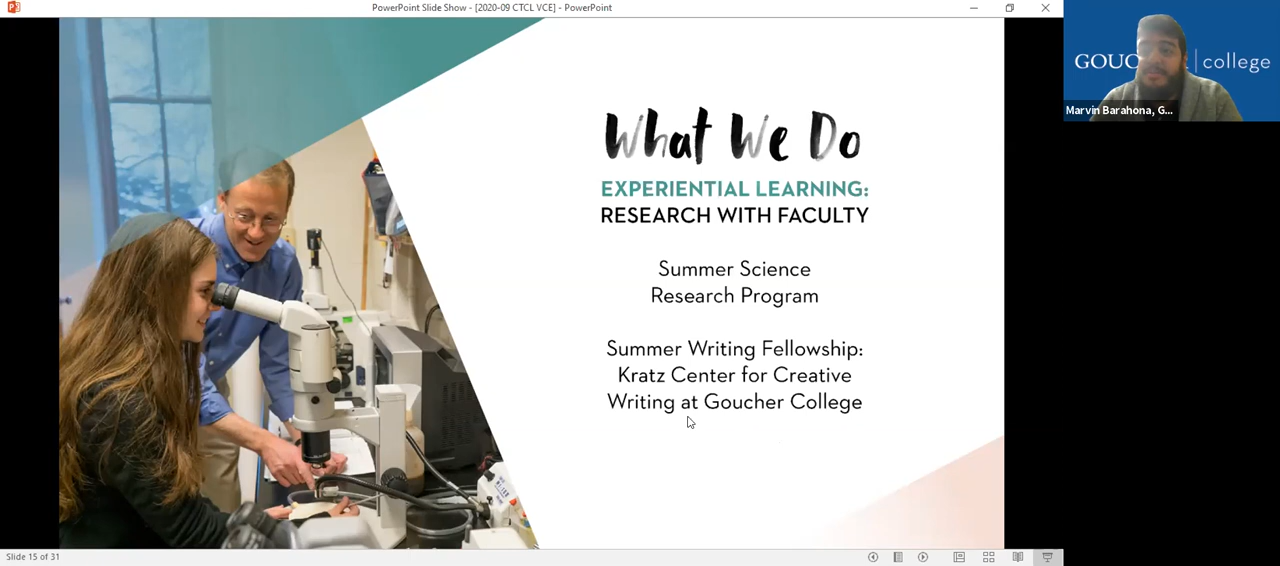 PowerPoint Slide Show - [2020-09 CTCL VCE] - PowerPoint
GOUC | college
Marvin Barahona, G...
What We Do
EXPERIENTIAL LEARNING:
RESEARCH WITH FACULTY
Summer Science
Research Program
Summer Writing Fellowship:
Kratz Center for Creative
Writing at Goucher College
Slide 15 of 31